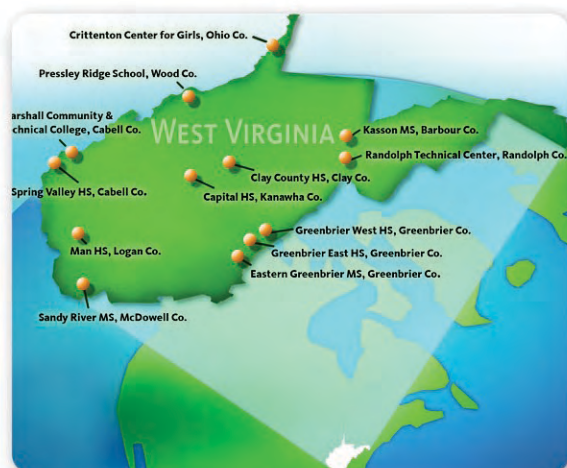 Crittenton Center for Girls, Ohio Co.
Pressley Ridge School, Wood Co.
arshall Community &
chnical College, Cabell Co.
WEST VIRGINIA
Kasson MS, Barbour Co.
Randolph Technical Center, Randolph Co.
Clay County HS, Clay Co.
Spring Valley HS, Cabell Co.
Capital HS, Kanawha Co.
Greenbrier West HS, Greenbrier Co.
Man HS, Logan Co.
Greenbrier East HS, Greenbrier Co.
Eastern Greenbrier MS, Greenbrier Co.
Sandy River MS, McDowell Co.